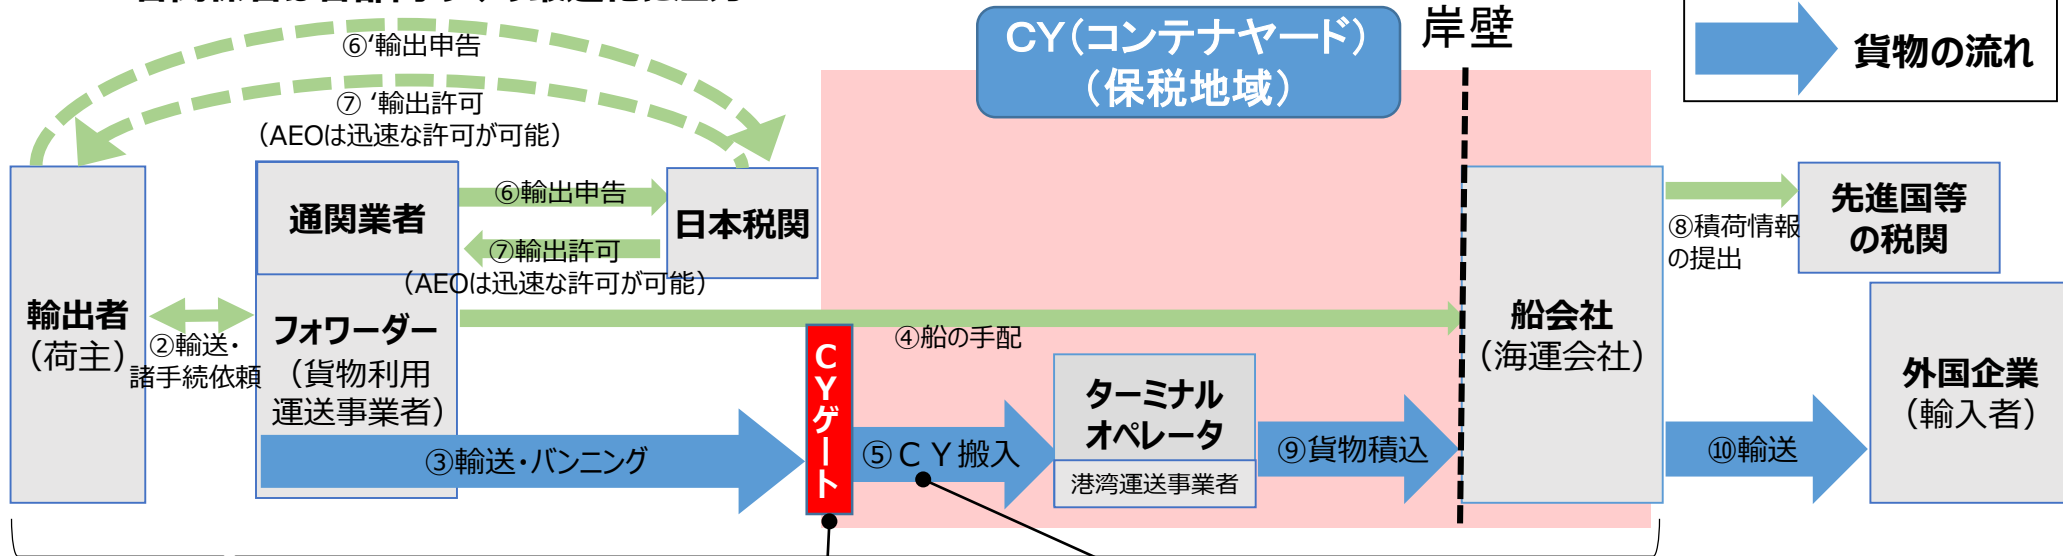 ⑥‘輸出申告
⑦ ‘輸出許可
（AEOは迅速な許可が可能）
CY（コンテナヤード）
（保税地域）
岸壁
貨物の流れ
輸出者
（荷主）
②輸送・
諸手続依頼
通関業者
フォワーダー
（貨物利用
運送事業者）
⑥輸出申告
⑦輸出許可
（AEOは迅速な許可が可能）
日本税関
④船の手配
③輸送・バンニング
CYゲート
⑤ＣＹ搬入
ターミナル
オペレータ
港湾運送事業者
⑨貨物積込
船会社
（海運会社）
⑧積荷情報
の提出
先進国等
の税関
⑩輸送
外国企業
（輸入者）